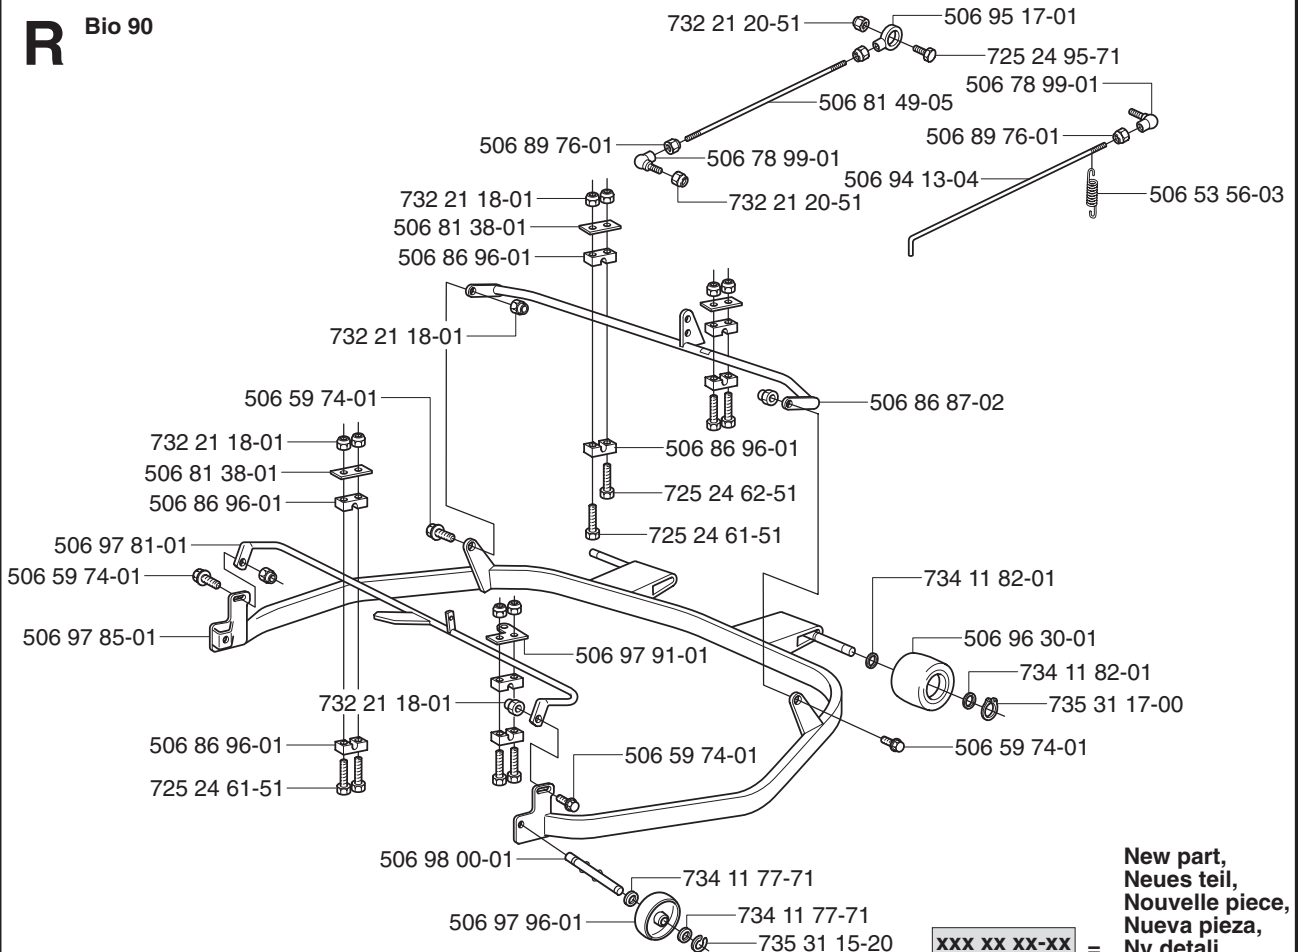 R Bio 90
732 21 20-51
506 95 17-01
725 24 95-71
506 78 99-01
506 81 49-05
506 89 76-01
506 89 76-01
506 78 99-01
506 94 13-04
506 53 56-03
732 21 18-01
732 21 20-51
506 81 38-01
506 86 96-01
732 21 18-01
506 59 74-01
506 86 87-02
732 21 18-01
506 86 96-01
506 81 38-01
725 24 62-51
506 86 96-01
725 24 61-51
506 97 81-01
506 59 74-01
734 11 82-01
506 97 85-01
506 96 30-01
506 97 91-01
734 11 82-01
732 21 18-01
735 31 17-00
506 86 96-01
506 59 74-01
506 59 74-01
725 24 61-51
506 98 00-01
734 11 77-71
506 97 96-01
734 11 77-71
735 31 15-20
xxx xx xx-xx =
New part,
Neues teil,
Nouvelle piece,
Nueva pieza,
Ny detalj